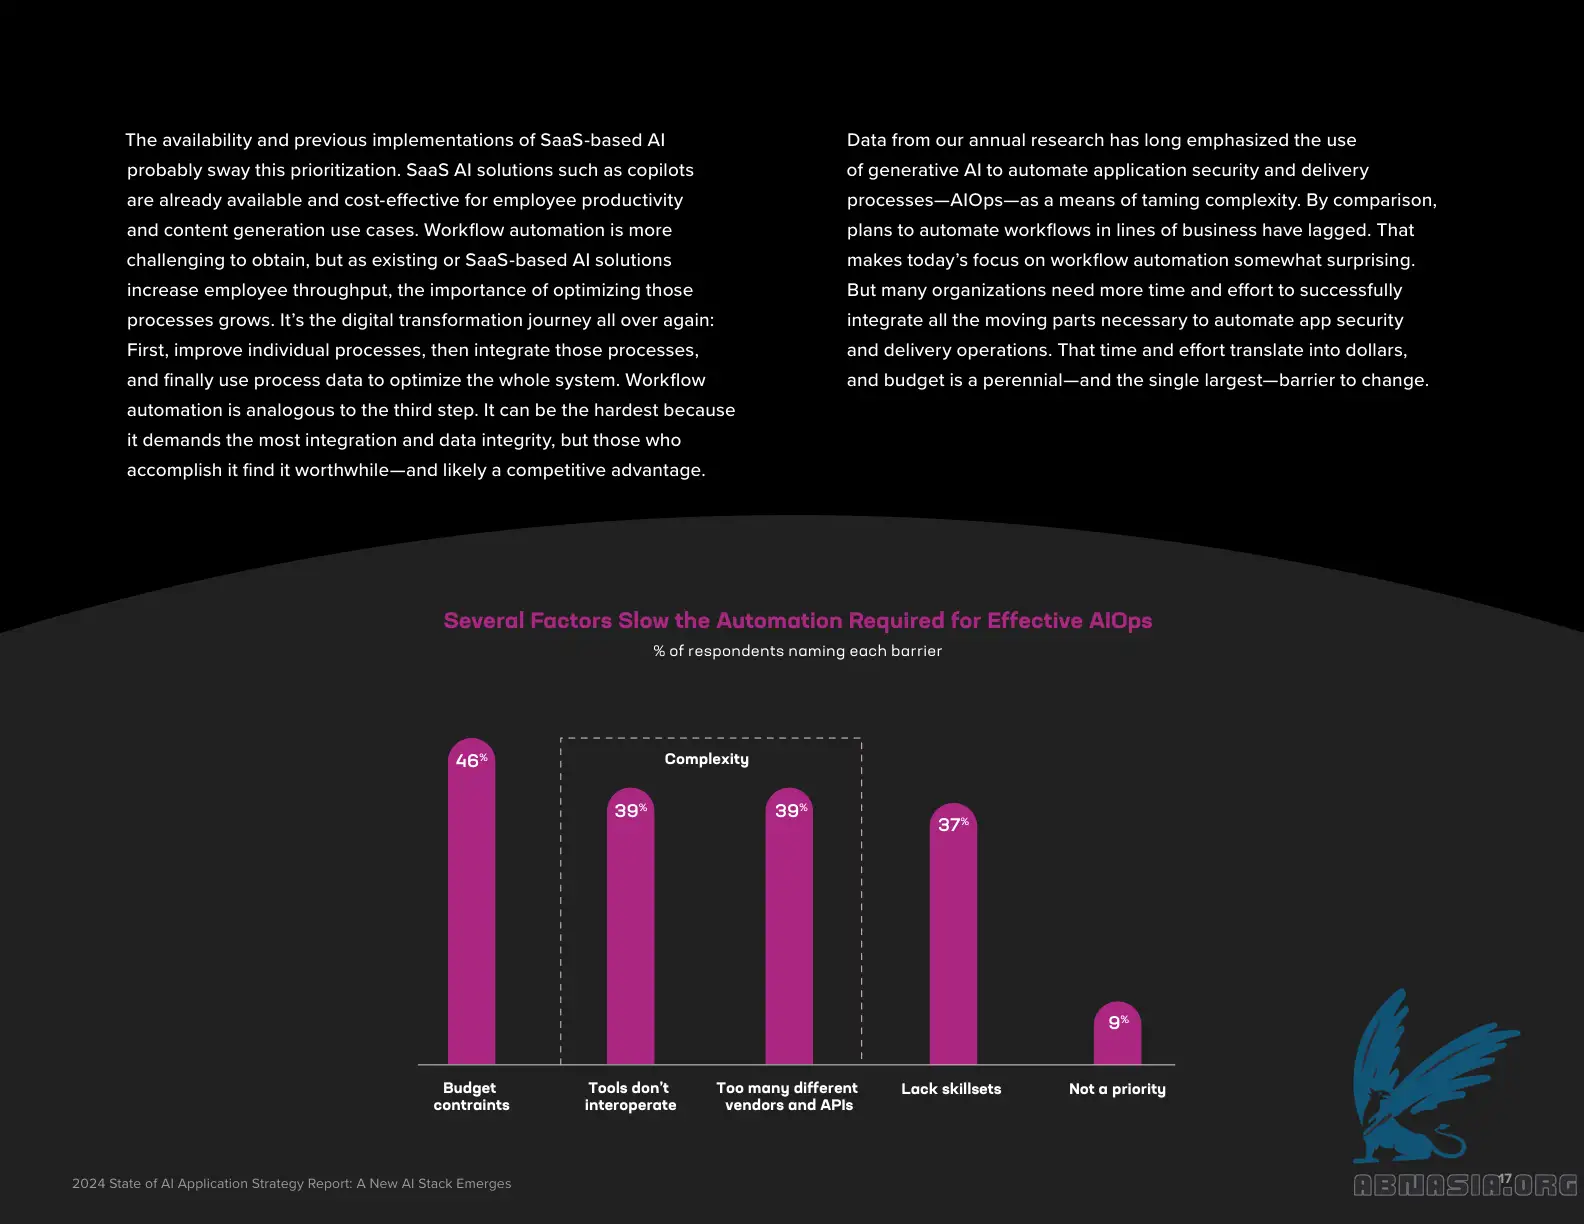 The availability and previous implementations of SaaS-based AI
probably sway this prioritization. SaaS AI solutions such as copilots
are already available and cost-effective for employee productivity
and content generation use cases. Workflow automation is more
challenging to obtain, but as existing or SaaS-based AI solutions
increase employee throughput, the importance of optimizing those
processes grows. It’s the digital transformation journey all over again:
First, improve individual processes, then integrate those processes,
and finally use process data to optimize the whole system. Workflow
automation is analogous to the third step. It can be the hardest because
it demands the most integration and data integrity, but those who
accomplish it find it worthwhile—and likely a competitive advantage.
Data from our annual research has long emphasized the use
of generative AI to automate application security and delivery
processes—AIOps—as a means of taming complexity. By comparison,
plans to automate workflows in lines of business have lagged. That
makes today’s focus on workflow automation somewhat surprising.
But many organizations need more time and effort to successfully
integrate all the moving parts necessary to automate app security
and delivery operations. That time and effort translate into dollars,
and budget is a perennial—and the single largest—barrier to change.
Several Factors Slow the Automation Required for Effective AIOps
% of respondents naming each barrier
Complexity
46%
39%
39%
37%
9%
Budget
contraints
Tools don’t
interoperate
Too many different
vendors and APIs
Lack skillsets
Not a priority
2024 State of AI Application Strategy Report: A New AI Stack Emerges
17
ABNASIA.ORG